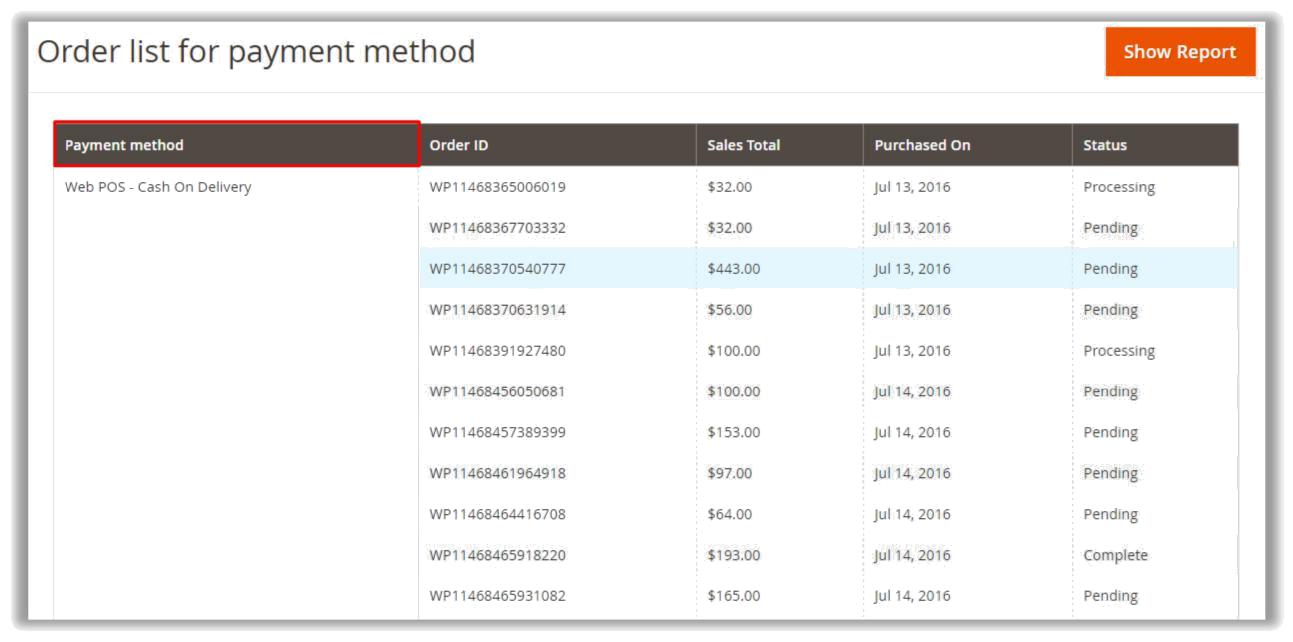 Order list for payment method
Show Report
Payment method Order ID Sales Total Purchased On Status
Web POS - Cash On Delivery WP11468365006019 $32.00 Jul 13, 2016 Processing
WP11468367703332 $32.00 Jul 13, 2016 Pending
WP11468370540777 $443.00 Jul 13, 2016 Pending
WP11468370631914 $56.00 Jul 13, 2016 Pending
WP11468391927480 $100.00 Jul 13, 2016 Processing
WP11468456050681 $100.00 Jul 14, 2016 Pending
WP11468457389399 $153.00 Jul 14, 2016 Pending
WP11468461964918 $97.00 Jul 14, 2016 Pending
WP11468464416708 $64.00 Jul 14, 2016 Pending
WP11468465918220 $193.00 Jul 14, 2016 Complete
WP11468465931082 $165.00 Jul 14, 2016 Pending